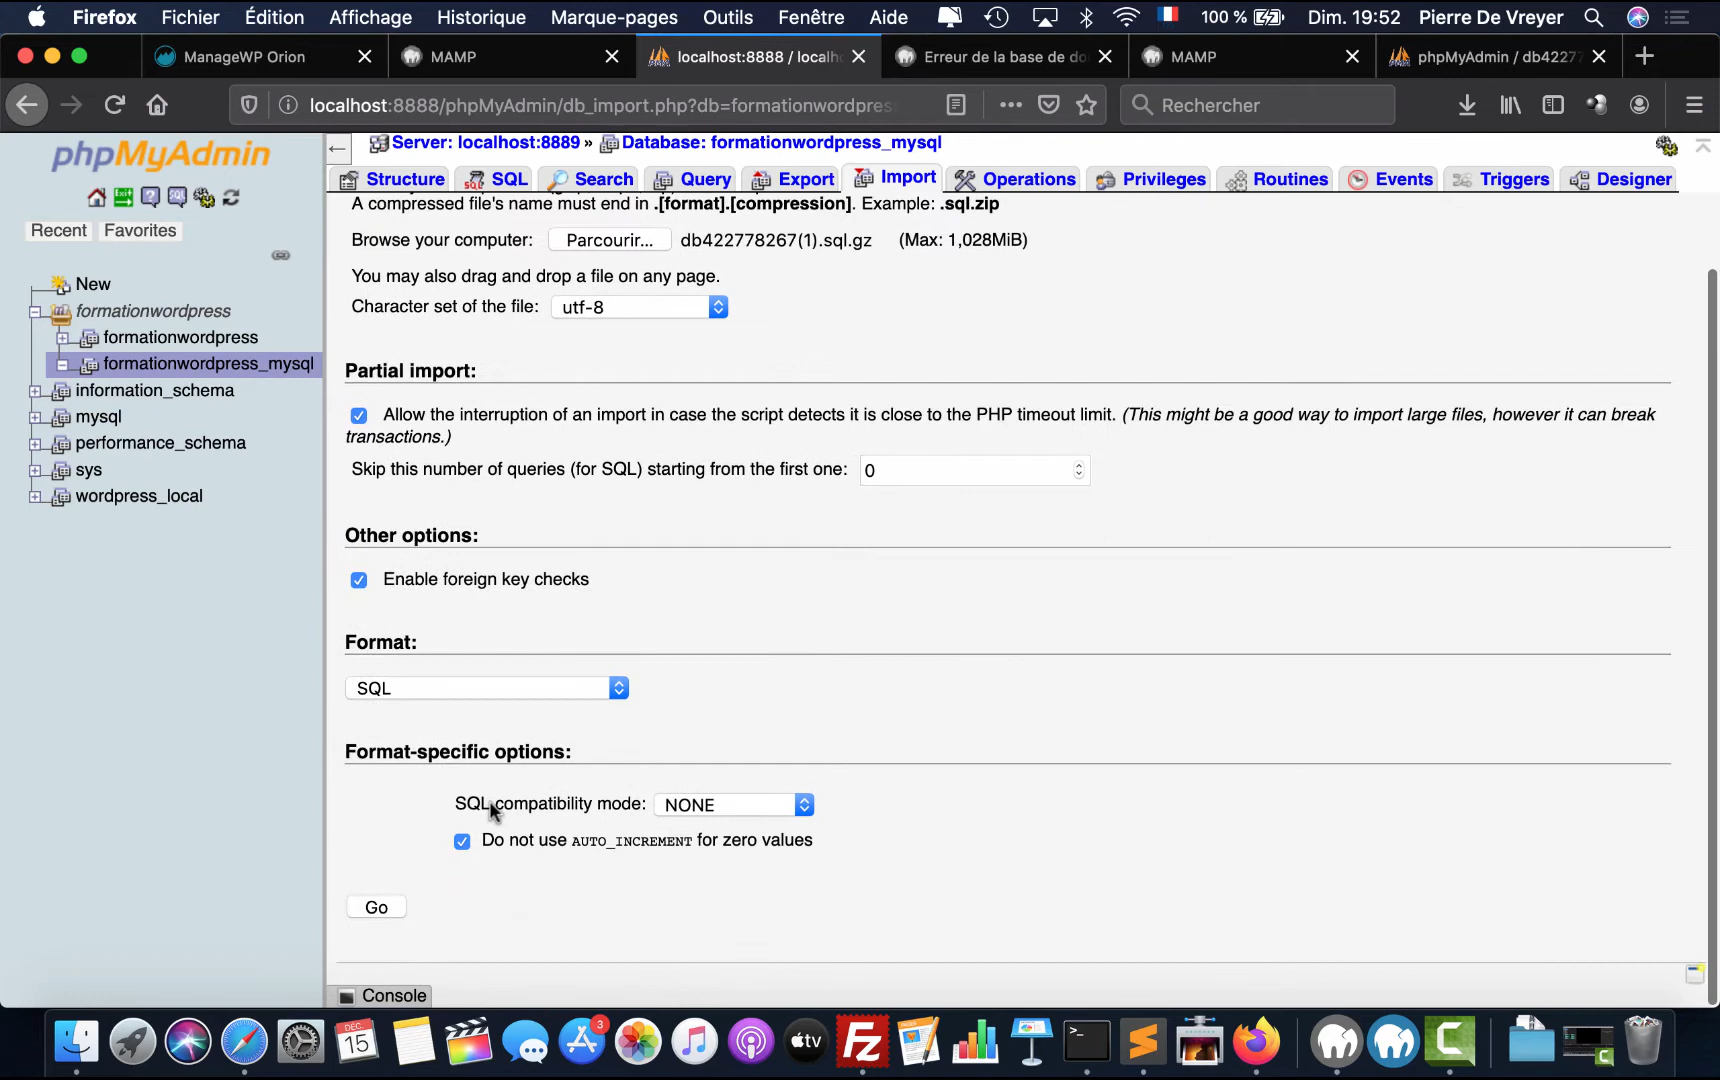 Firefox Fichier Édition Affichage Historique Marque-pages Outils Fenêtre Aide 100 % Dim. 19:52 Pierre De Vreyer
ManageWP Orion MAMP localhost:8888 / localh Erreur de la base de do MAMP phpMyAdmin / db42277
localhost:8888/phpMyAdmin/db_import.php?db=formationwordpres Rechercher
phpMyAdmin
Recent Favorites
New
formationwordpress
formationwordpress
formationwordpress_mysql
information_schema
mysql
performance_schema
sys
wordpress_local
Server: localhost:8889 » Database: formationwordpress_mysql
Structure SQL Search Query Export Import Operations Privileges Routines Events Triggers Designer
A compressed file's name must end in .[format].[compression]. Example: .sql.zip
Browse your computer: Parcourir... db422778267(1).sql.gz (Max: 1,028MiB)
You may also drag and drop a file on any page.
Character set of the file: utf-8
Partial import:
Allow the interruption of an import in case the script detects it is close to the PHP timeout limit. (This might be a good way to import large files, however it can break
transactions.)
Skip this number of queries (for SQL) starting from the first one: 0
Other options:
Enable foreign key checks
Format:
SQL
Format-specific options:
SQL compatibility mode: NONE
Do not use AUTO_INCREMENT for zero values
Go
Console
DÉC. 15 3 tv Fz C